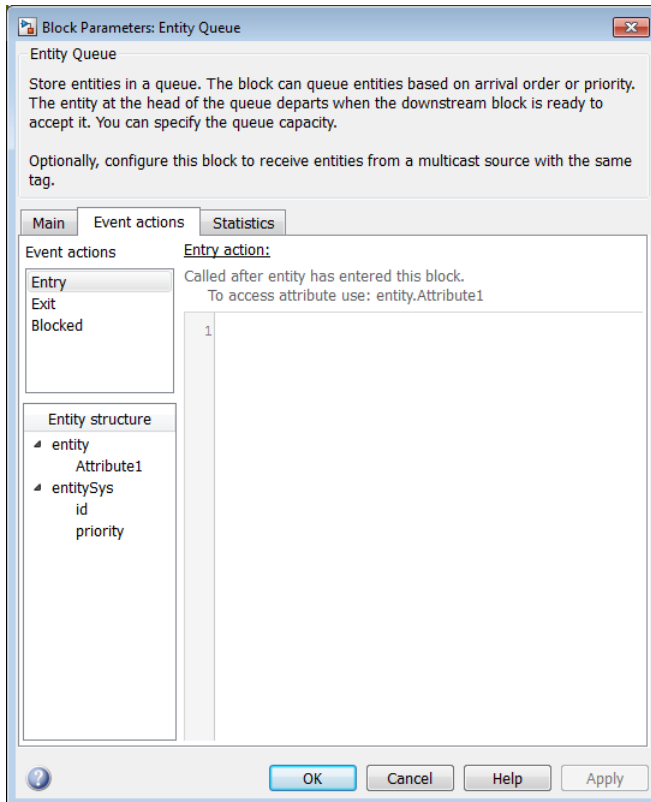 Block Parameters: Entity Queue
Entity Queue
Store entities in a queue. The block can queue entities based on arrival order or priority.
The entity at the head of the queue departs when the downstream block is ready to
accept it. You can specify the queue capacity.
Optionally, configure this block to receive entities from a multicast source with the same
tag.
Main Event actions Statistics
Event actions
Entry
Exit
Blocked
Entity structure
entity
Attribute1
entitySys
id
priority
Entry action:
Called after entity has entered this block.
To access attribute use: entity.Attribute1
1
OK Cancel Help Apply